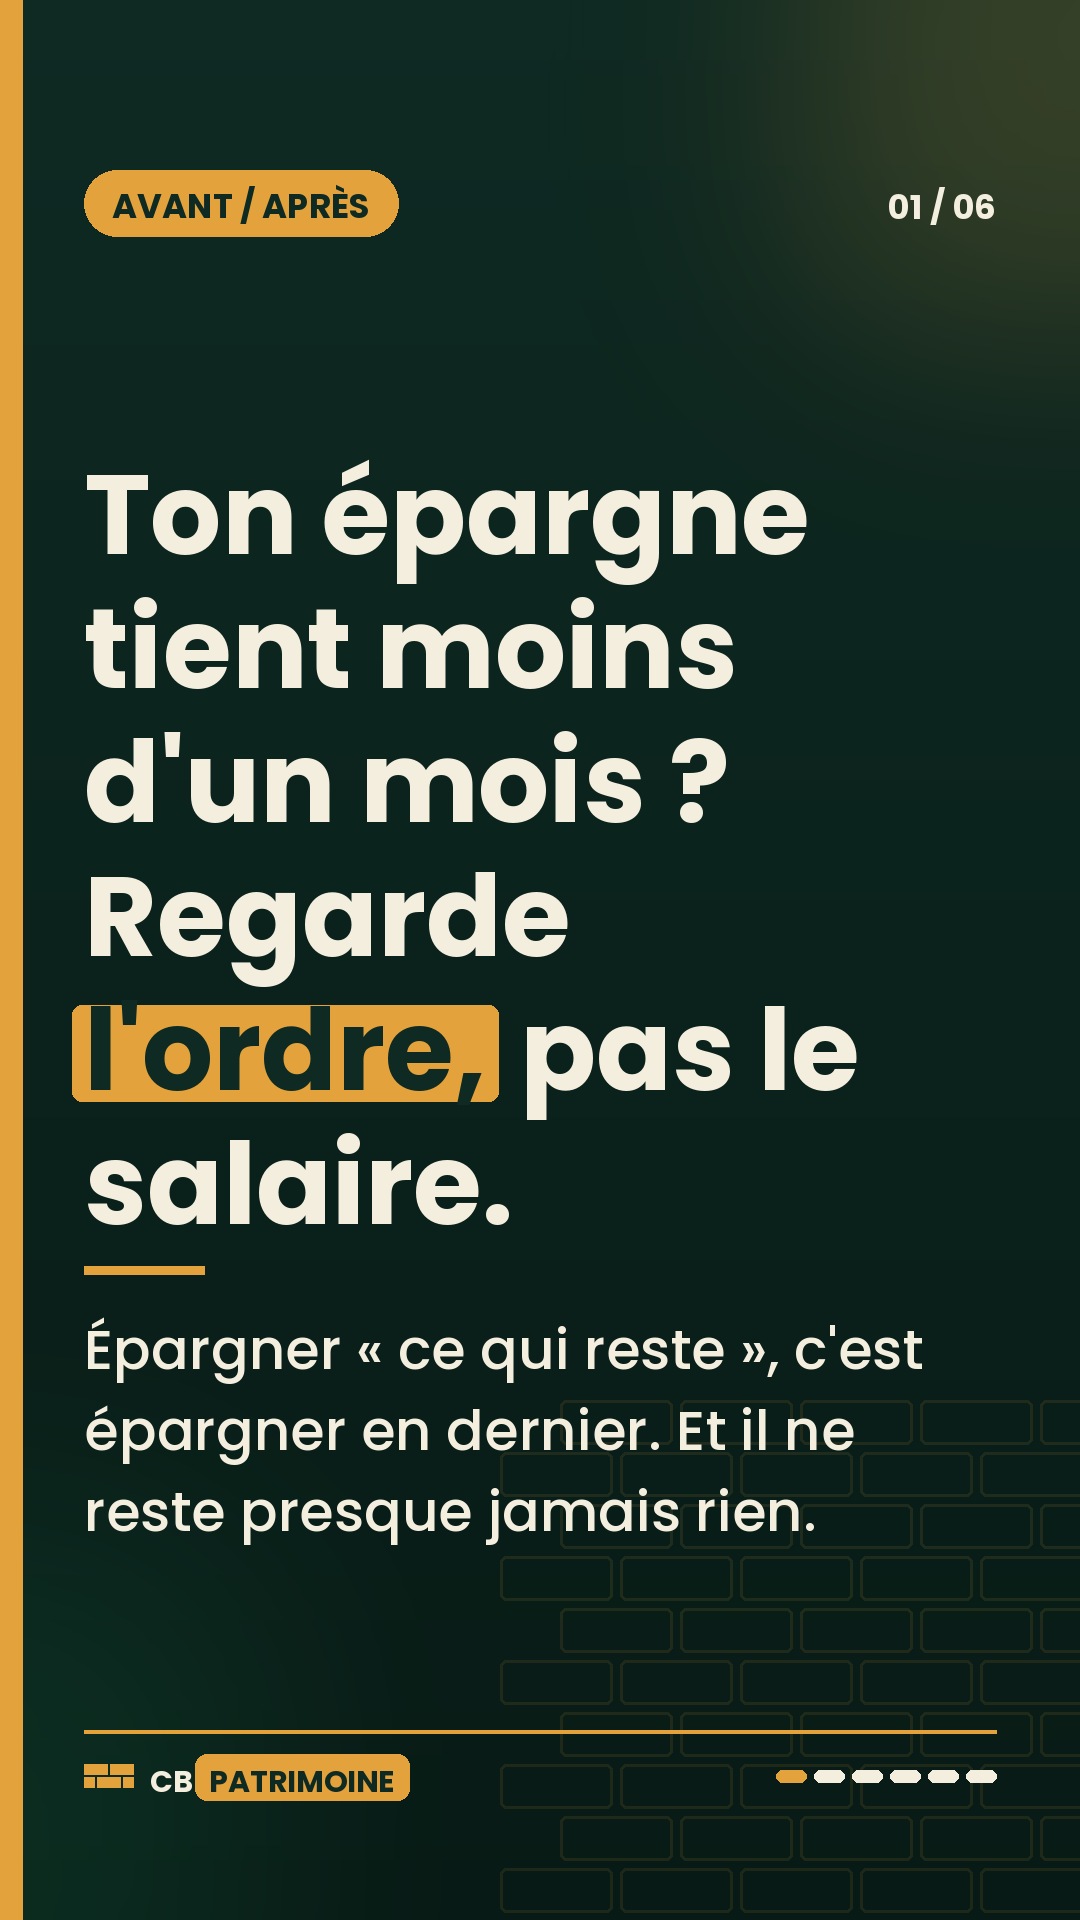 AVANT / APRÈS
01 / 06
Ton épargne
tient moins
d'un mois ?
Regarde
l'ordre, pas le
salaire.
Épargner « ce qui reste », c'est
épargner en dernier. Et il ne
reste presque jamais rien.
CB PATRIMOINE